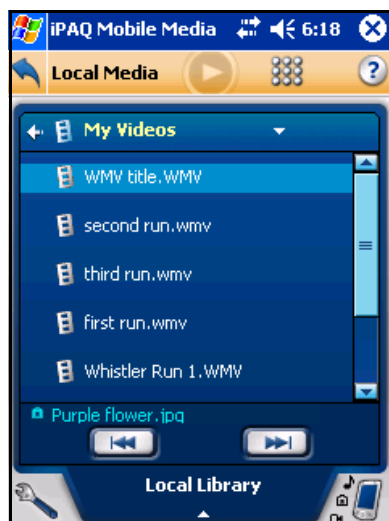 iPAQ Mobile Media 6:18
Local Media ?
My Videos
WMV title.WMV
second run.wmv
third run.wmv
first run.wmv
Whistler Run 1.WMV
Purple flower.jpg
Local Library